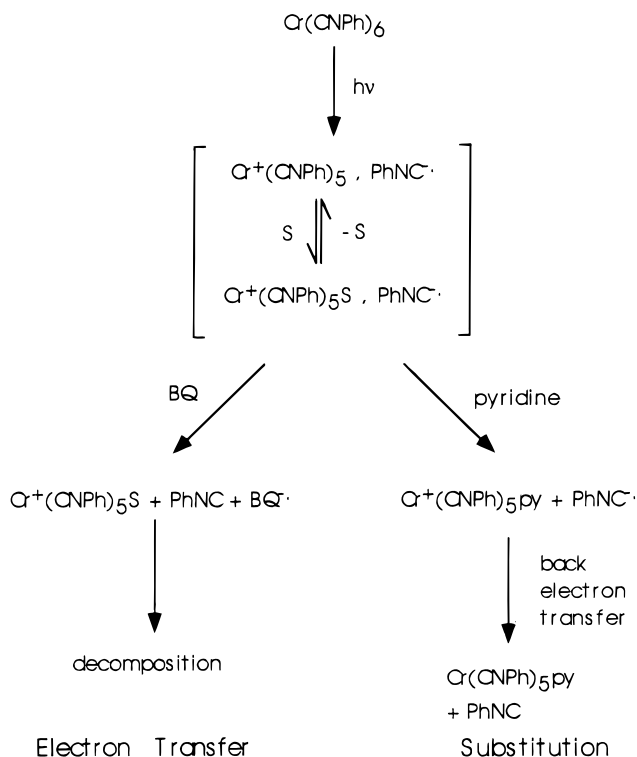 Cr(CNPh)6
hν
Cr+(CNPh)5 , PhNC-·
S -S
Cr+(CNPh)5S , PhNC-·
BQ pyridine
Cr+(CNPh)5S + PhNC + BQ-·
Cr+(CNPh)5py + PhNC-·
back
electron
transfer
decomposition
Cr(CNPh)5py
+ PhNC
Electron Transfer
Substitution